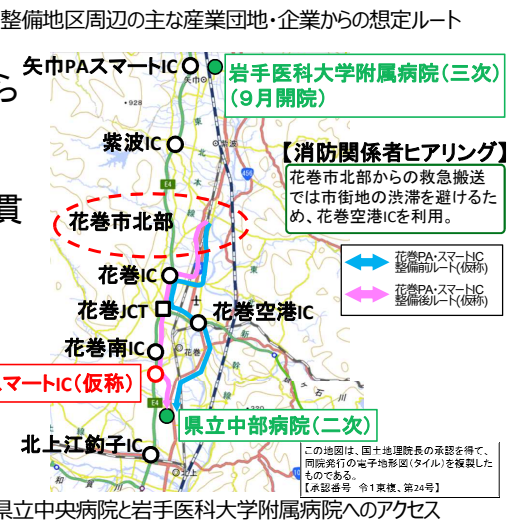 整備地区周辺の主な産業団地・企業からの想定ルート
ら
貫
矢巾PAスマートIC
岩手医科大学附属病院（三次）
（９月開院）
紫波IC
【消防関係者ヒアリング】
花巻市北部からの救急搬送
では市街地の渋滞を避けるた
め、花巻空港ICを利用。
花巻市北部
花巻PA・スマートIC
整備前ルート(仮称)
花巻PA・スマートIC
整備後ルート(仮称)
花巻IC
花巻JCT
花巻空港IC
花巻南IC
スマートIC（仮称）
県立中部病院（二次）
北上江釣子IC
この地図は、国土地理院長の承認を得て、
同院発行の電子地形図(タイル)を複製した
ものである。
【承認番号 令1東複、第24号】
県立中央病院と岩手医科大学附属病院へのアクセス